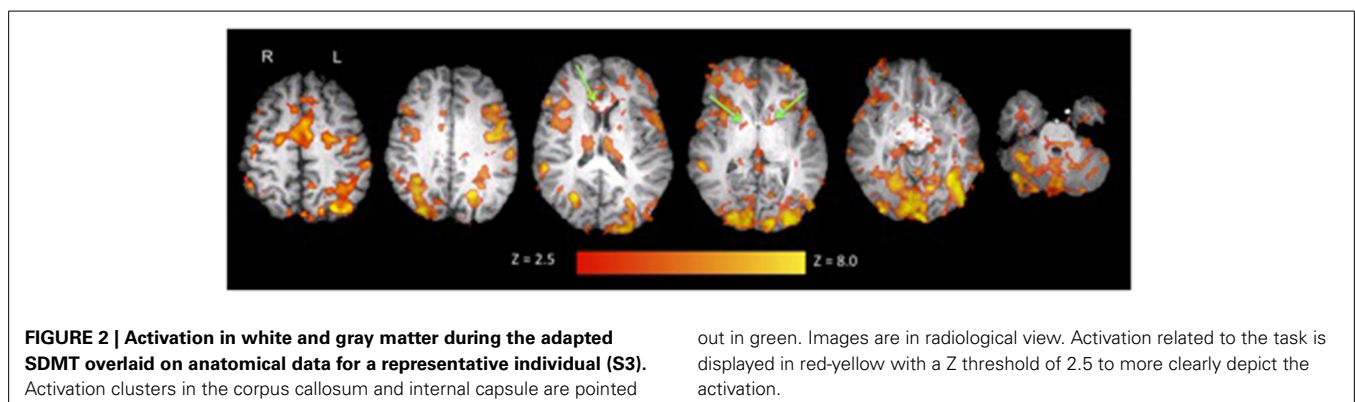 R L
Z = 2.5 Z = 8.0
FIGURE 2 | Activation in white and gray matter during the adapted
SDMT overlaid on anatomical data for a representative individual (S3).
Activation clusters in the corpus callosum and internal capsule are pointed
out in green. Images are in radiological view. Activation related to the task is
displayed in red-yellow with a Z threshold of 2.5 to more clearly depict the
activation.